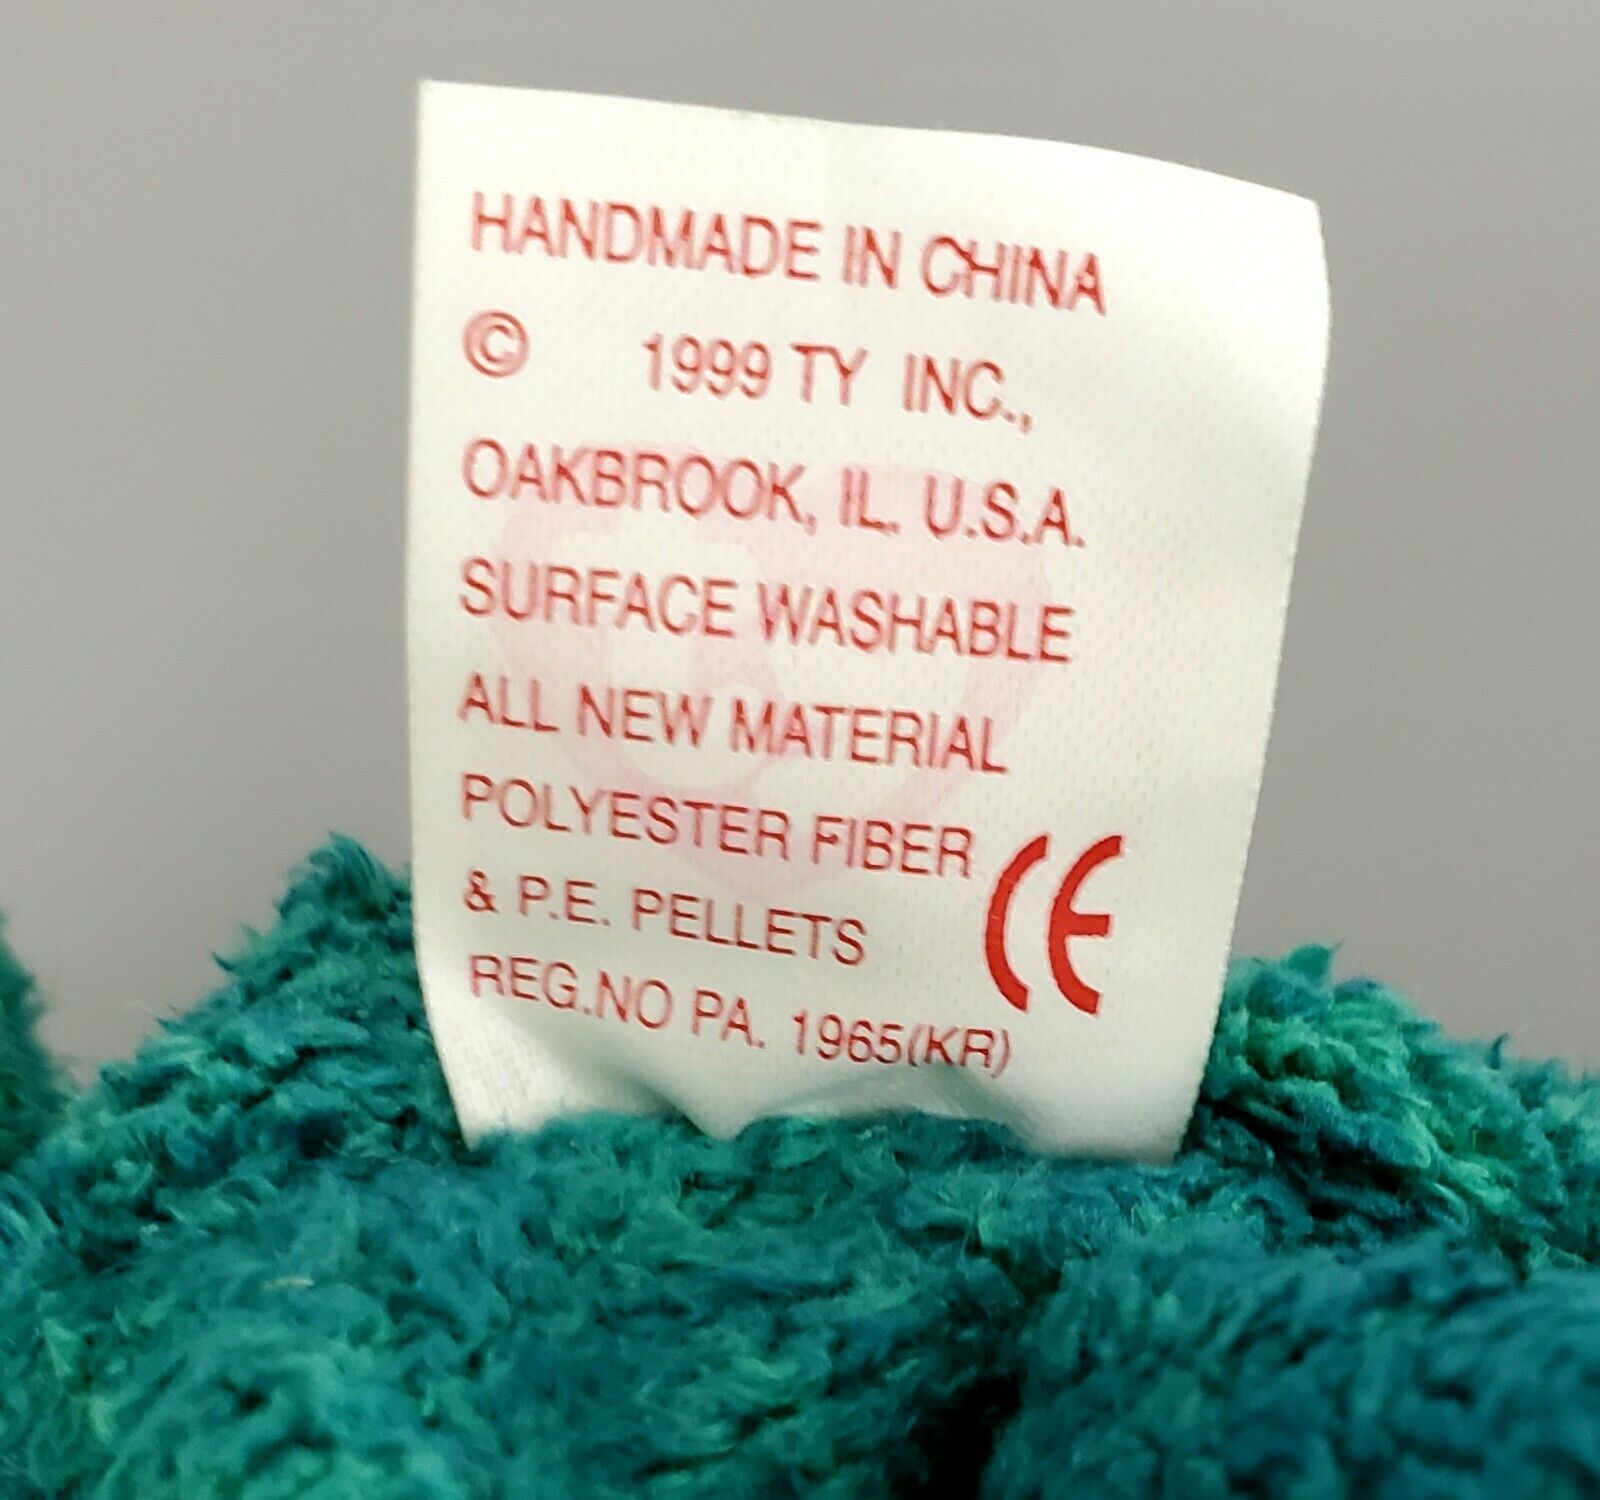 HANDMADE IN CHINA
© 1999 TY INC.,
OAKBROOK, IL. U.S.A.
SURFACE WASHABLE
ALL NEW MATERIAL
POLYESTER FIBER
& P.E. PELLETS
REG.NO PA. 1965(KR)
CE